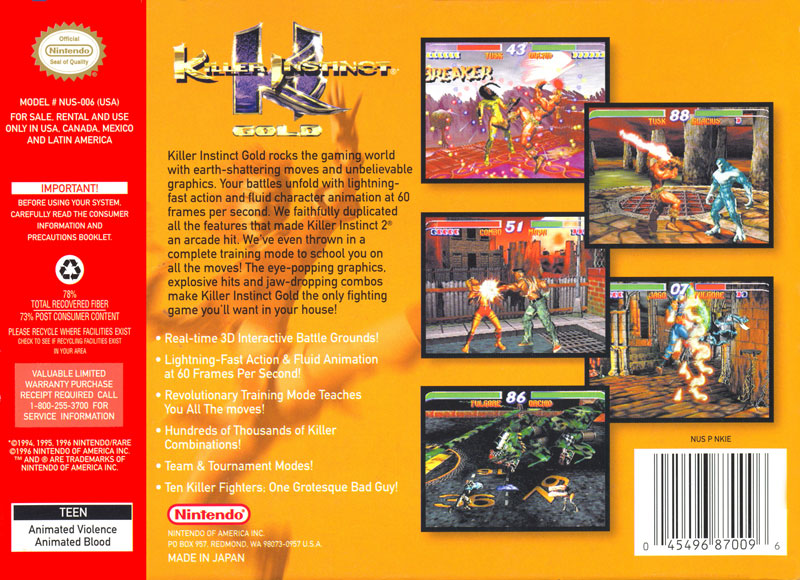 Official
Nintendo
Seal of Quality
MODEL # NUS-006 (USA)
FOR SALE, RENTAL AND USE
ONLY IN USA, CANADA, MEXICO
AND LATIN AMERICA
IMPORTANT!
BEFORE USING YOUR SYSTEM,
CAREFULLY READ THE CONSUMER
INFORMATION AND
PRECAUTIONS BOOKLET.
78%
TOTAL RECOVERED FIBER
73% POST CONSUMER CONTENT
PLEASE RECYCLE WHERE FACILITIES EXIST
CHECK TO SEE IF RECYCLING FACILITIES EXIST
IN YOUR AREA
VALUABLE LIMITED
WARRANTY PURCHASE
RECEIPT REQUIRED CALL
1-800-255-3700 FOR
SERVICE INFORMATION
©1994, 1995, 1996 NINTENDO/RARE
©1996 NINTENDO OF AMERICA INC.
™ AND ® ARE TRADEMARKS OF
NINTENDO OF AMERICA INC.
TEEN
Animated Violence
Animated Blood
KILLER INSTINCT®
GOLD
Killer Instinct Gold rocks the gaming world
with earth-shattering moves and unbelievable
graphics. Your battles unfold with lightning-
fast action and fluid character animation at 60
frames per second. We faithfully duplicated
all the features that made Killer Instinct 2®
an arcade hit. We've even thrown in a
complete training mode to school you on
all the moves! The eye-popping graphics,
explosive hits and jaw-dropping combos
make Killer Instinct Gold the only fighting
game you'll want in your house!
• Real-time 3D Interactive Battle Grounds!
• Lightning-Fast Action & Fluid Animation
at 60 Frames Per Second!
• Revolutionary Training Mode Teaches
You All The moves!
• Hundreds of Thousands of Killer
Combinations!
• Team & Tournament Modes!
• Ten Killer Fighters; One Grotesque Bad Guy!
Nintendo®
NINTENDO OF AMERICA INC.
PO BOX 957, REDMOND, WA 98073-0957 U.S.A.
MADE IN JAPAN
43
BREAKER
88
TUSK GLACIUS
51
COMBO MAYA
07
JAGO FULGORE
86
FULGORE ORCHID
NUS P NKIE
0 45496 87009 6